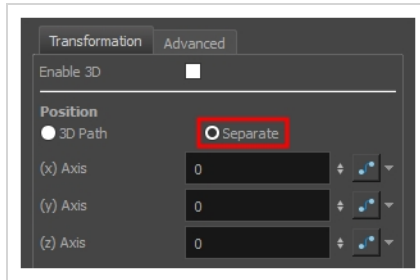 Transformation Advanced
Enable 3D
Position
3D Path Separate
(x) Axis 0
(y) Axis 0
(z) Axis 0